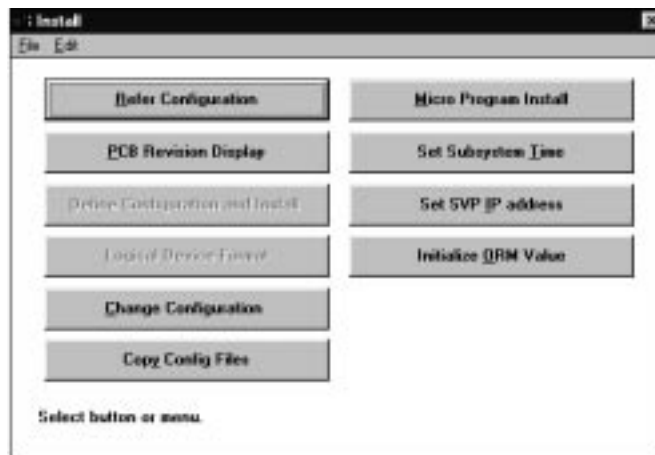 Install
File Edit
Refer Configuration
Micro Program Install
PCB Revision Display
Set Subsystem Time
Define Configuration and Install
Set SVP IP address
Logical Device Format
Initialize ORM Value
Change Configuration
Copy Config Files
Select button or menu.